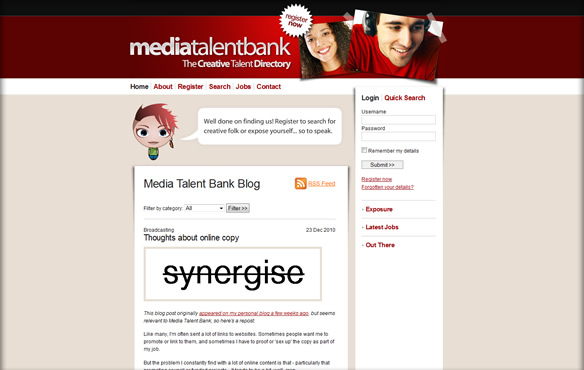 register
now
mediatalentbank
The Creative Talent Directory
Home | About | Register | Search | Jobs | Contact
Well done on finding us! Register to search for
creative folk or expose yourself... so to speak.
Login | Quick Search
Username
Password
Remember my details
Submit >>
Register now
Forgotten your details?
Exposure
Latest Jobs
Out There
Media Talent Bank Blog
RSS Feed
Filter by category: All Filter >>
Broadcasting 23 Dec 2010
Thoughts about online copy
synergise
This blog post originally appeared on my personal blog a few weeks ago, but seems
relevant to Media Talent Bank, so here's a repost:
Like many, I'm often sent a lot of links to websites. Sometimes people want me to
promote or link to them, and sometimes I have to proof or 'sex up' the copy as part of
my job.
But the problem I constantly find with a lot of online content is that - particularly that